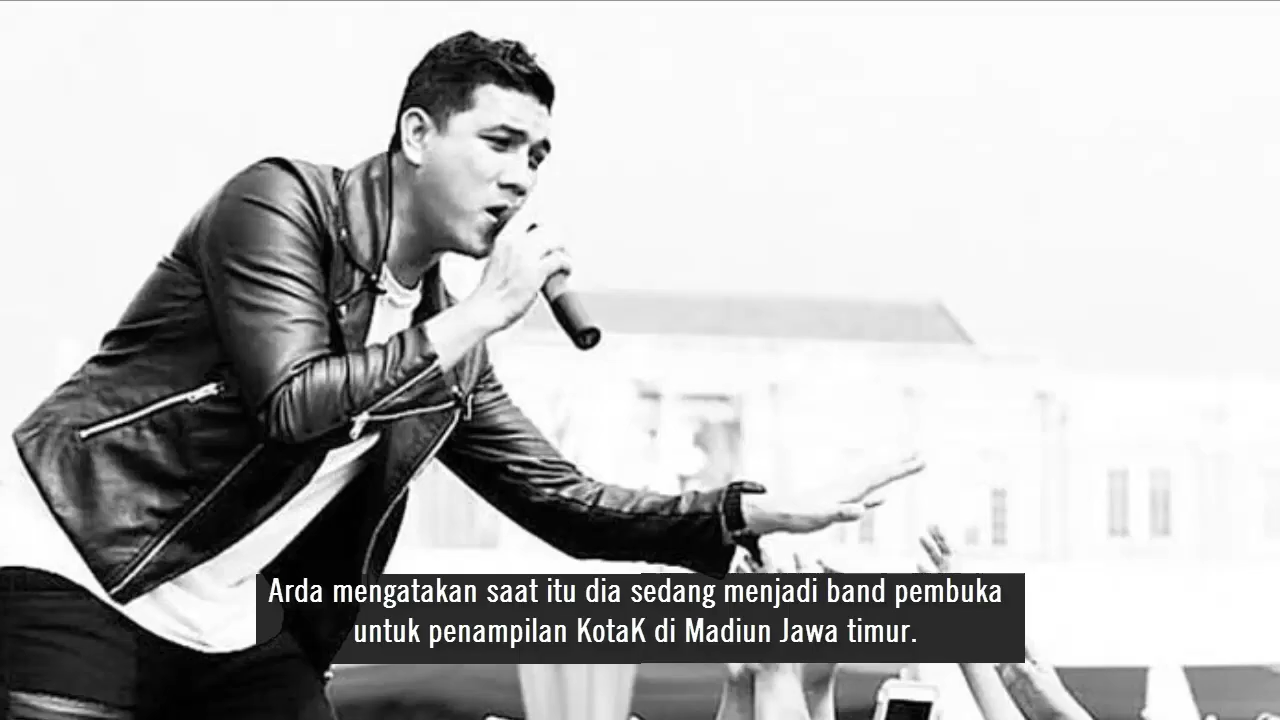 Arda mengatakan saat itu dia sedang menjadi band pembuka
untuk penampilan KotaK di Madiun Jawa timur.